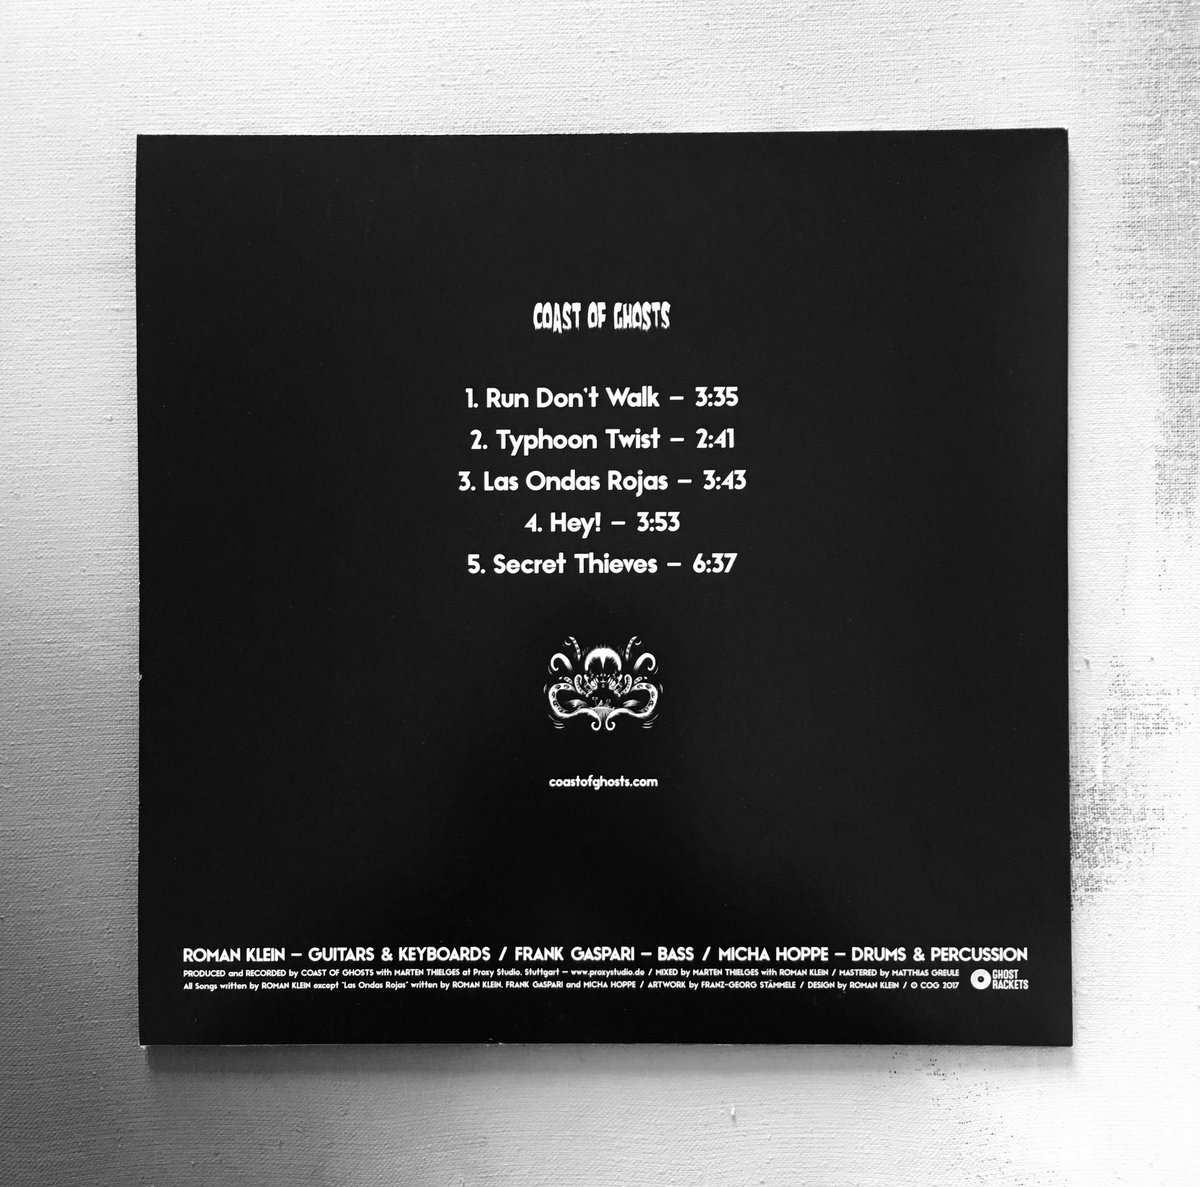 COAST OF GHOSTS
1. Run Don't Walk – 3:35
2. Typhoon Twist – 2:41
3. Las Ondas Rojas – 3:43
4. Hey! – 3:53
5. Secret Thieves – 6:37
coastofghosts.com
ROMAN KLEIN – GUITARS & KEYBOARDS / FRANK GASPARI – BASS / MICHA HOPPE – DRUMS & PERCUSSION
PRODUCED and RECORDED by COAST OF GHOSTS with MARTEN THIELGES at Proxy Studio, Stuttgart – www.proxystudio.de / MIXED by MARTEN THIELGES with ROMAN KLEIN / MASTERED by MATTHIAS GREULE
All Songs written by ROMAN KLEIN except "Las Ondas Rojas" written by ROMAN KLEIN, FRANK GASPARI and MICHA HOPPE / ARTWORK by FRANZ-GEORG STÄMMELE / DESIGN by ROMAN KLEIN / © COG 2017
GHOST
RACKETS